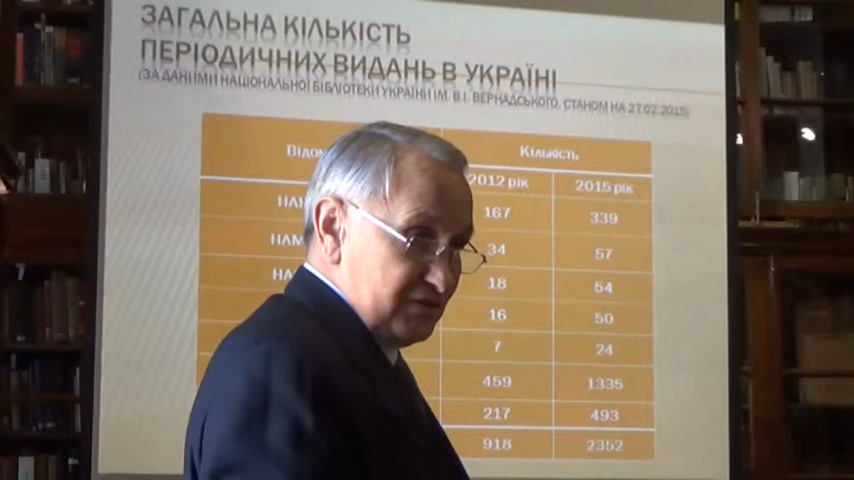 ЗАГАЛЬНА КІЛЬКІСТЬ
ПЕРІОДИЧНИХ ВИДАНЬ В УКРАЇНІ
(ЗА ДАНИМИ НАЦІОНАЛЬНОЇ БІБЛІОТЕКИ УКРАЇНИ ІМ. В.І. ВЕРНАДСЬКОГО, СТАНОМ НА 27.02.2015)
Кількість
2012 рік 2015 рік
167 339
34 57
18 54
16 50
7 24
459 1335
217 493
918 2352